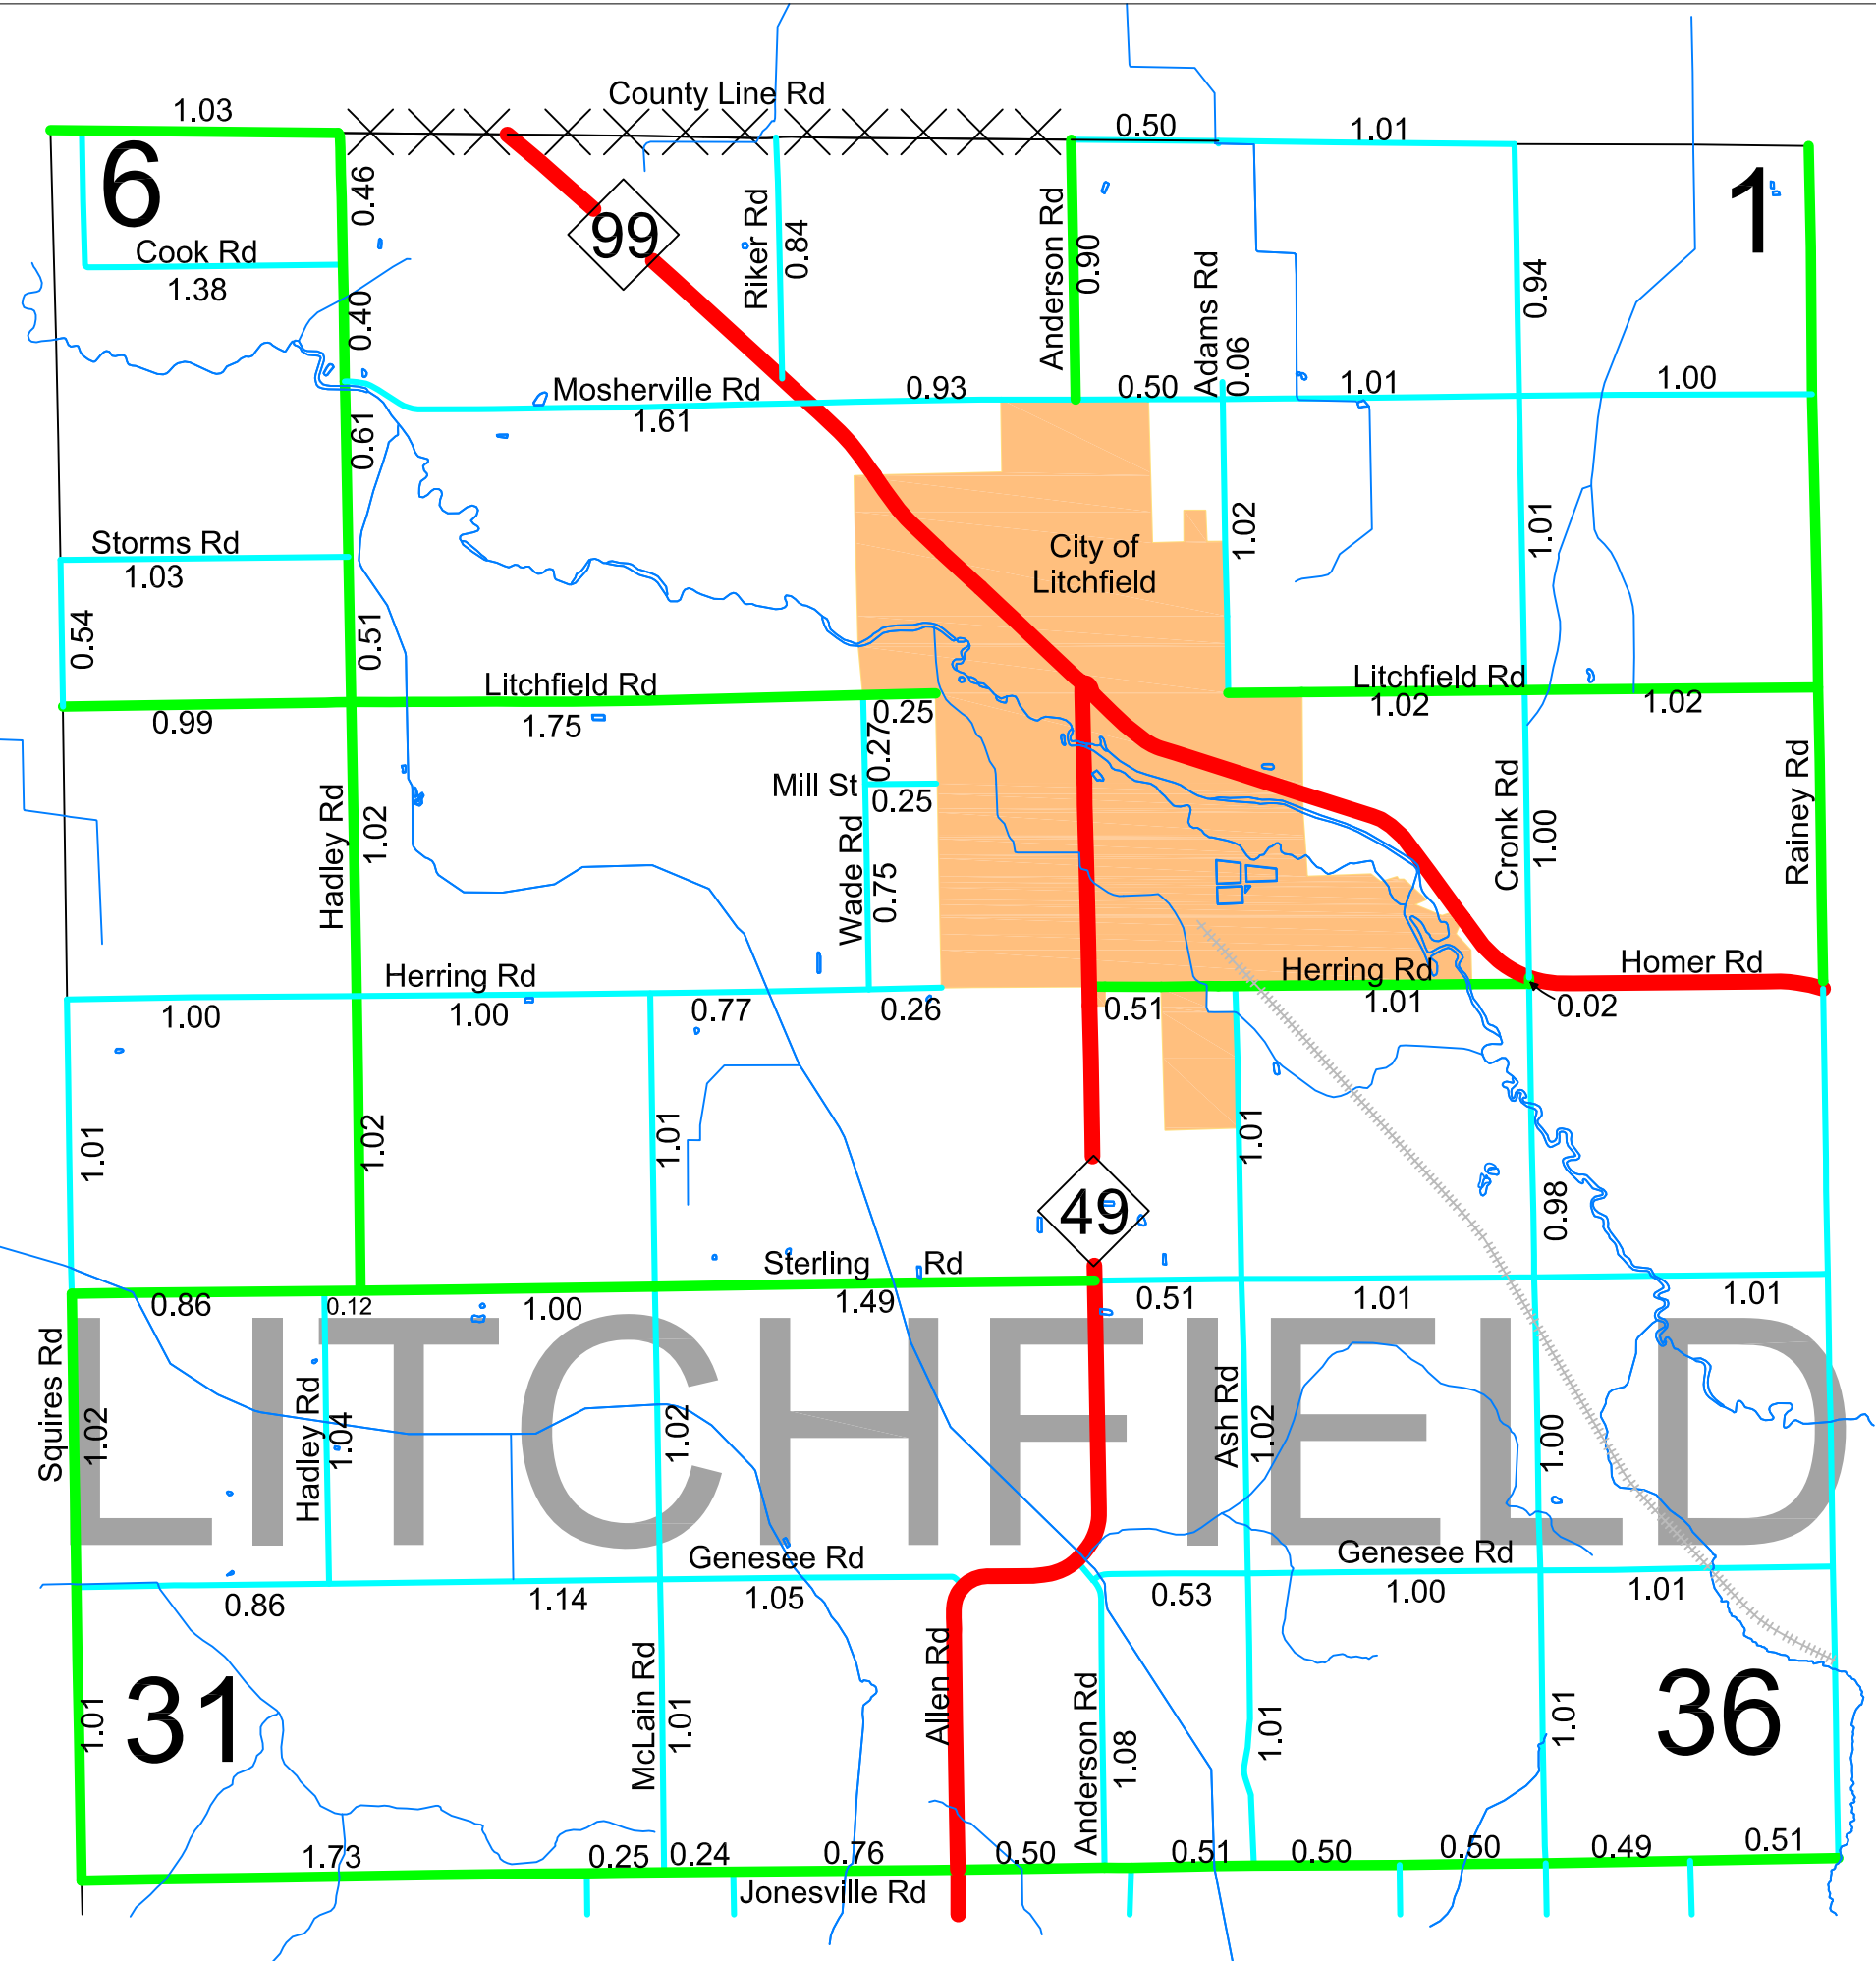 County Line Rd
1.03
0.50
1.01
6
1
0.46
99
Riker Rd
0.84
Anderson Rd
0.90
Adams Rd
0.06
0.94
Cook Rd
1.38
0.40
Mosherville Rd
1.61
0.93
0.50
1.01
1.00
0.61
Storms Rd
1.03
0.54
0.51
City of
Litchfield
1.02
1.01
Litchfield Rd
0.99
1.75
0.25
Litchfield Rd
1.02
1.02
0.27
Mill St
0.25
Hadley Rd
1.02
Wade Rd
0.75
Cronk Rd
1.00
Rainey Rd
Herring Rd
1.00
1.00
0.77
0.26
Herring Rd
0.51
1.01
Homer Rd
0.02
1.01
1.02
1.01
1.01
49
0.98
Sterling Rd
0.86
0.12
1.00
1.49
0.51
1.01
1.01
LITCHFIELD
Squires Rd
1.02
Hadley Rd
1.04
1.02
Ash Rd
1.02
1.00
Genesee Rd
0.86
1.14
1.05
Genesee Rd
0.53
1.00
1.01
31
36
1.01
McLain Rd
1.01
Allen Rd
Anderson Rd
1.08
1.01
1.01
1.73
0.25
0.24
0.76
0.50
0.51
0.50
0.50
0.49
0.51
Jonesville Rd